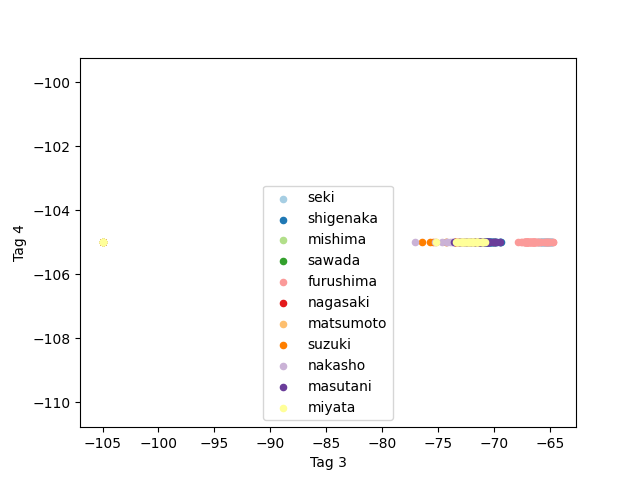 −100
−102
−104
−106
−108
−110
Tag 4
seki
shigenaka
mishima
sawada
furushima
nagasaki
matsumoto
suzuki
nakasho
masutani
miyata
−105 −100 −95 −90 −85 −80 −75 −70 −65
Tag 3